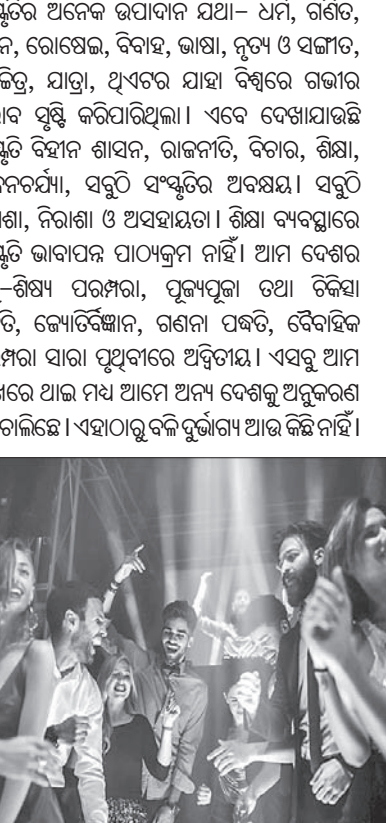 ସ୍କୃତିର ଅନେକ ଉପାଦାନ ଯଥା– ଧର୍ମ, ଗଣିତ,
ନ, ରୋଷେଇ, ବିବାହ, ଭାଷା, ନୃତ୍ୟ ଓ ସଙ୍ଗୀତ,
ଚ୍ଚିତ୍ର, ଯାତ୍ରା, ଥିଏଟର ଯାହା ବିଶ୍ୱରେ ଗଭୀର
ାବ ସୃଷ୍ଟି କରିପାରିଥିଲା। ଏବେ ଦେଖାଯାଉଛି
ସ୍କୃତି ବିହୀନ ଶାସନ, ରାଜନୀତି, ବିଚାର, ଶିକ୍ଷା,
ବନଚର୍ଯ୍ୟା, ସବୁଠି ସଂସ୍କୃତିର ଅବକ୍ଷୟ। ସବୁଠି
ାଶା, ନିରାଶା ଓ ଅସହାୟତା। ଶିକ୍ଷା ବ୍ୟବସ୍ଥାରେ
ସ୍କୃତି ଭାବାପନ୍ନ ପାଠ୍ୟକ୍ରମ ନାହିଁ। ଆମ ଦେଶର
–ଶିଷ୍ୟ ପରମ୍ପରା, ପୂଜ୍ୟପୂଜା ତଥା ଚିକିତ୍ସା
ତି, ଜ୍ୟୋତିର୍ବିଜ୍ଞାନ, ଗଣନା ପଦ୍ଧତି, ବୈବାହିକ
ମ୍ପରା ସାରା ପୃଥିବୀରେ ଅଦ୍ୱିତୀୟ। ଏସବୁ ଆମ
ଖରେ ଥାଇ ମଧ୍ୟ ଆମେ ଅନ୍ୟ ଦେଶକୁ ଅନୁକରଣ
ଚାଲିଛେ। ଏହାଠାରୁ ବଳି ଦୁର୍ଭାଗ୍ୟ ଆଉ କିଛି ନାହିଁ।